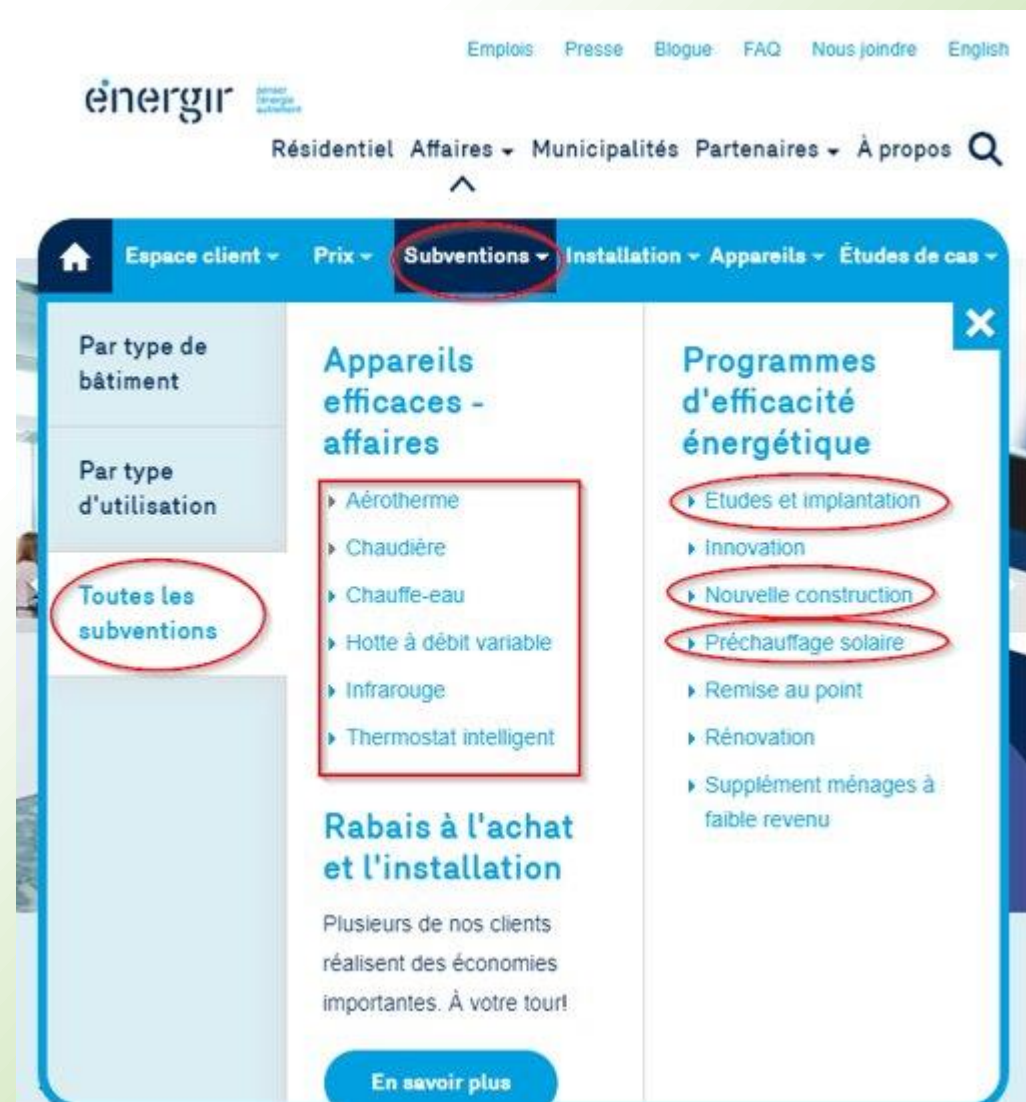 Emplois Presse Blogue FAQ Nous joindre English
énergir penser l'énergie autrement
Résidentiel Affaires Municipalités Partenaires À propos
Espace client Prix Subventions Installation Appareils Études de cas
Par type de
bâtiment
Par type
d'utilisation
Toutes les
subventions
Appareils
efficaces -
affaires
Aérotherme
Chaudière
Chauffe-eau
Hotte à débit variable
Infrarouge
Thermostat intelligent
Rabais à l'achat
et l'installation
Plusieurs de nos clients
réalisent des économies
importantes. À votre tour!
En savoir plus
Programmes
d'efficacité
énergétique
Études et implantation
Innovation
Nouvelle construction
Préchauffage solaire
Remise au point
Rénovation
Supplément ménages à
faible revenu